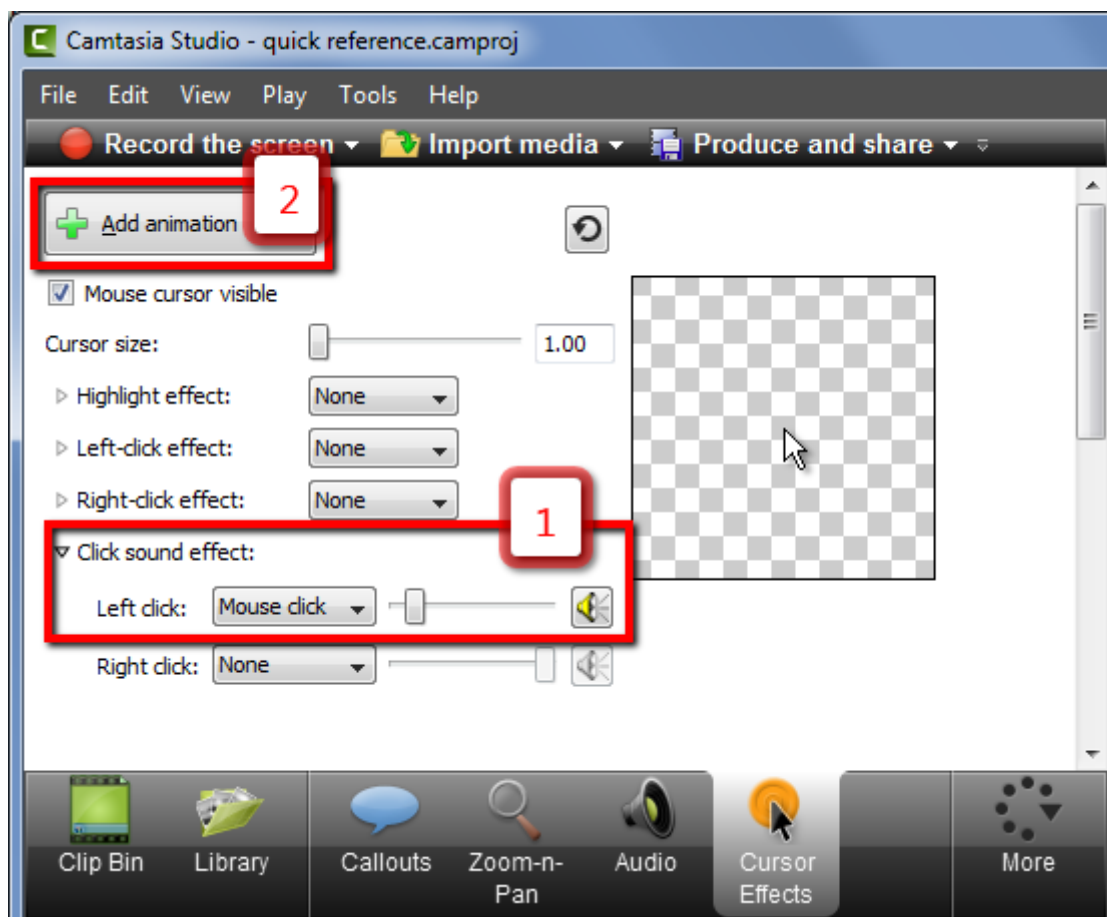 Camtasia Studio - quick reference.camproj
File Edit View Play Tools Help
Record the screen Import media Produce and share
2
Add animation
Mouse cursor visible
Cursor size: 1.00
Highlight effect: None
Left-click effect: None
Right-click effect: None
1
Click sound effect:
Left click: Mouse click
Right click: None
Clip Bin Library Callouts Zoom-n-Pan Audio Cursor Effects More